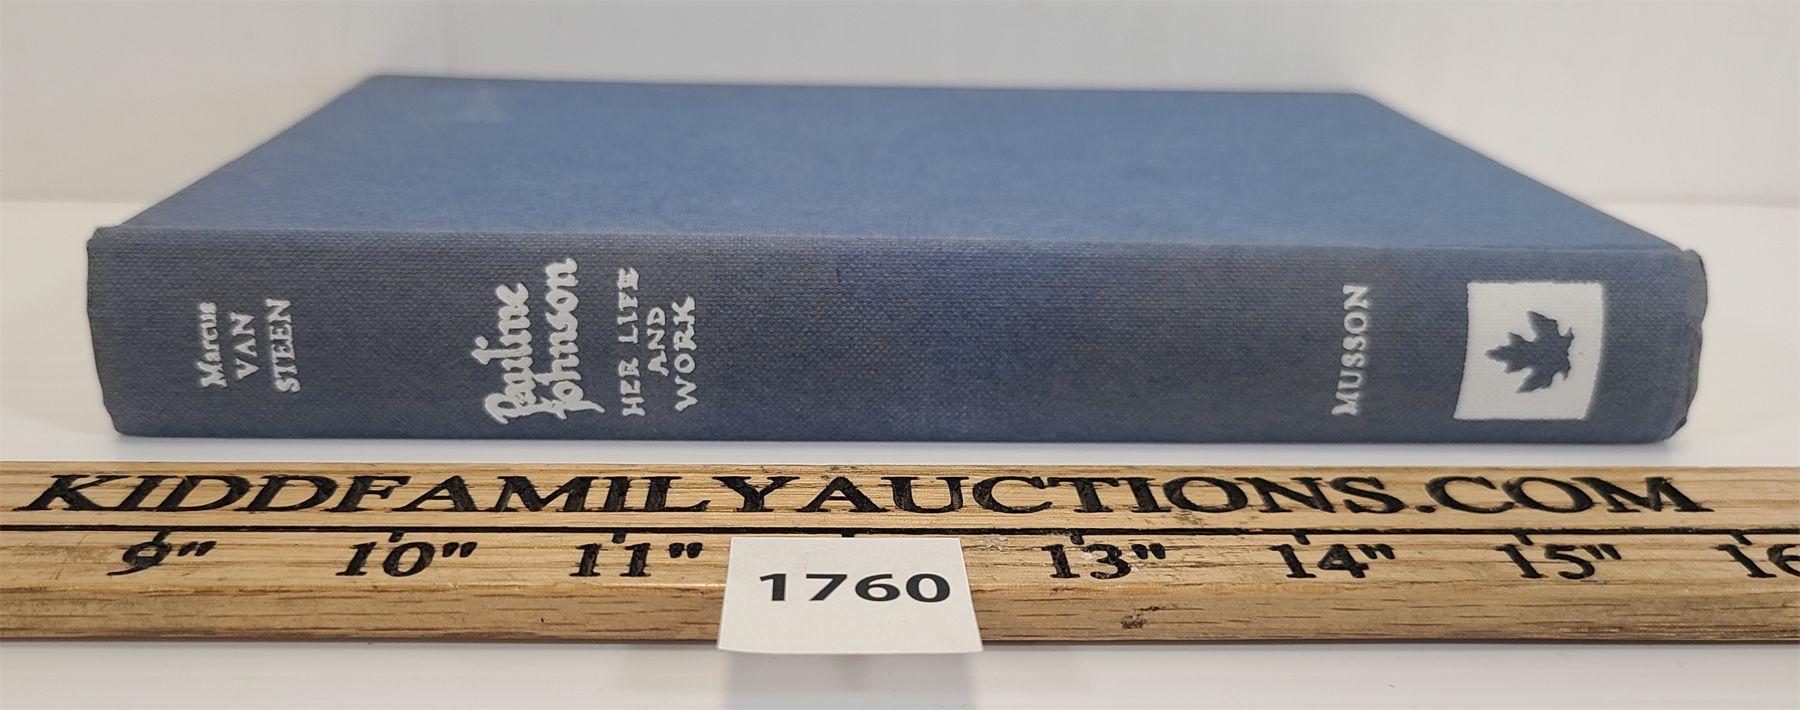 Marcus
VAN
STEEN
Pauline
Johnson
HER LIFE
AND
WORK
MUSSON
KIDDFAMILYAUCTIONS.COM
9" 10" 11" 13" 14" 15" 16
1760